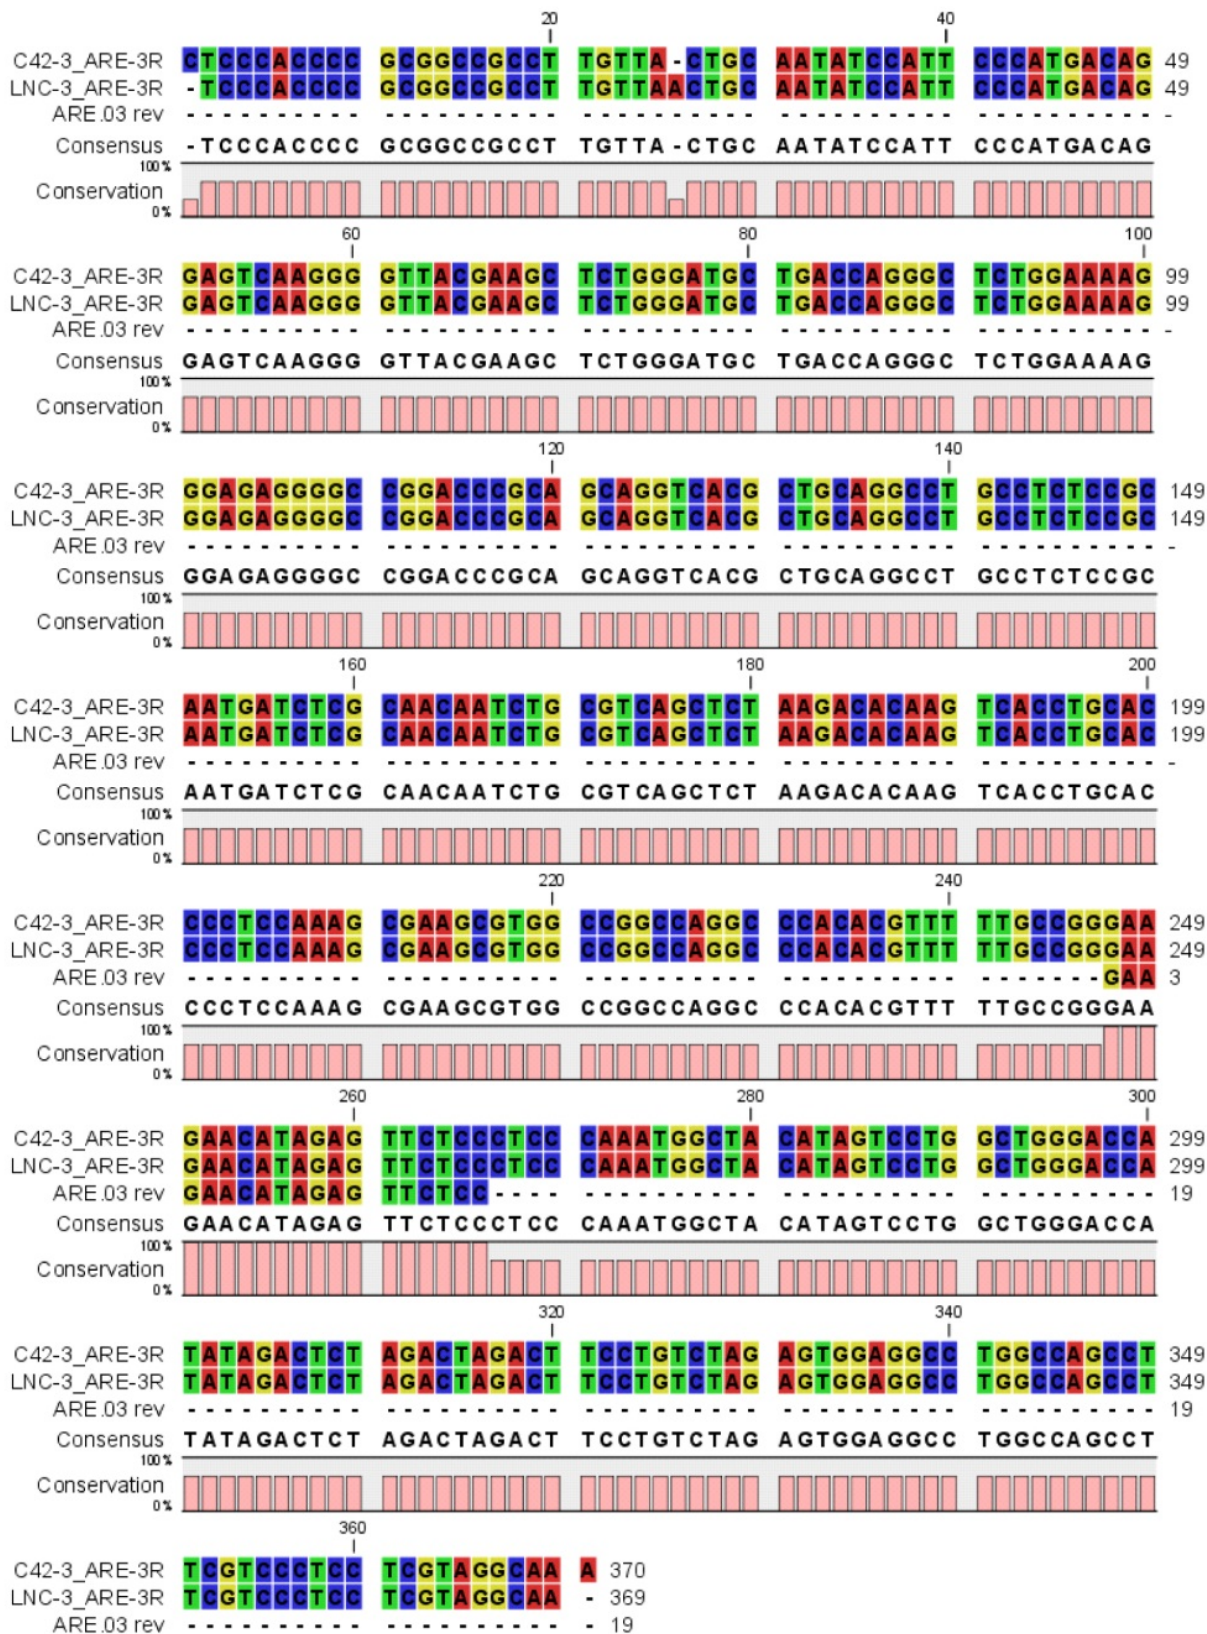 20 40
C42-3_ARE-3R CTCCCACCCC GCGGCCGCCT TGTTA-CTGC AATATCCATT CCCATGACAG 49
LNC-3_ARE-3R -TCCCACCCC GCGGCCGCCT TGTTAACTGC AATATCCATT CCCATGACAG 49
ARE.03 rev ---------- ---------- ---------- ---------- ---------- -
Consensus -TCCCACCCC GCGGCCGCCT TGTTA-CTGC AATATCCATT CCCATGACAG
100%
Conservation
0%
60 80 100
C42-3_ARE-3R GAGTCAAGGG GTTACGAAGC TCTGGGATGC TGACCAGGGC TCTGGAAAAG 99
LNC-3_ARE-3R GAGTCAAGGG GTTACGAAGC TCTGGGATGC TGACCAGGGC TCTGGAAAAG 99
ARE.03 rev ---------- ---------- ---------- ---------- ---------- -
Consensus GAGTCAAGGG GTTACGAAGC TCTGGGATGC TGACCAGGGC TCTGGAAAAG
100%
Conservation
0%
120 140
C42-3_ARE-3R GGAGAGGGGC CGGACCCGCA GCAGGTCACG CTGCAGGCCT GCCTCTCCGC 149
LNC-3_ARE-3R GGAGAGGGGC CGGACCCGCA GCAGGTCACG CTGCAGGCCT GCCTCTCCGC 149
ARE.03 rev ---------- ---------- ---------- ---------- ---------- -
Consensus GGAGAGGGGC CGGACCCGCA GCAGGTCACG CTGCAGGCCT GCCTCTCCGC
100%
Conservation
0%
160 180 200
C42-3_ARE-3R AATGATCTCG CAACAATCTG CGTCAGCTCT AAGACACAAG TCACCTGCAC 199
LNC-3_ARE-3R AATGATCTCG CAACAATCTG CGTCAGCTCT AAGACACAAG TCACCTGCAC 199
ARE.03 rev ---------- ---------- ---------- ---------- ---------- -
Consensus AATGATCTCG CAACAATCTG CGTCAGCTCT AAGACACAAG TCACCTGCAC
100%
Conservation
0%
220 240
C42-3_ARE-3R CCCTCCAAAG CGAAGCGTGG CCGGCCAGGC CCACACGTTT TTGCCGGGAA 249
LNC-3_ARE-3R CCCTCCAAAG CGAAGCGTGG CCGGCCAGGC CCACACGTTT TTGCCGGGAA 249
ARE.03 rev ---------- ---------- ---------- ---------- -------GAA 3
Consensus CCCTCCAAAG CGAAGCGTGG CCGGCCAGGC CCACACGTTT TTGCCGGGAA
100%
Conservation
0%
260 280 300
C42-3_ARE-3R GAACATAGAG TTCTCCCTCC CAAATGGCTA CATAGTCCTG GCTGGGACCA 299
LNC-3_ARE-3R GAACATAGAG TTCTCCCTCC CAAATGGCTA CATAGTCCTG GCTGGGACCA 299
ARE.03 rev GAACATAGAG TTCTCC---- ---------- ---------- ---------- 19
Consensus GAACATAGAG TTCTCCCTCC CAAATGGCTA CATAGTCCTG GCTGGGACCA
100%
Conservation
0%
320 340
C42-3_ARE-3R TATAGACTCT AGACTAGACT TCCTGTCTAG AGTGGAGGCC TGGCCAGCCT 349
LNC-3_ARE-3R TATAGACTCT AGACTAGACT TCCTGTCTAG AGTGGAGGCC TGGCCAGCCT 349
ARE.03 rev ---------- ---------- ---------- ---------- ---------- 19
Consensus TATAGACTCT AGACTAGACT TCCTGTCTAG AGTGGAGGCC TGGCCAGCCT
100%
Conservation
0%
360
C42-3_ARE-3R TCGTCCCTCC TCGTAGGCAA A 370
LNC-3_ARE-3R TCGTCCCTCC TCGTAGGCAA - 369
ARE.03 rev ---------- ---------- - 19